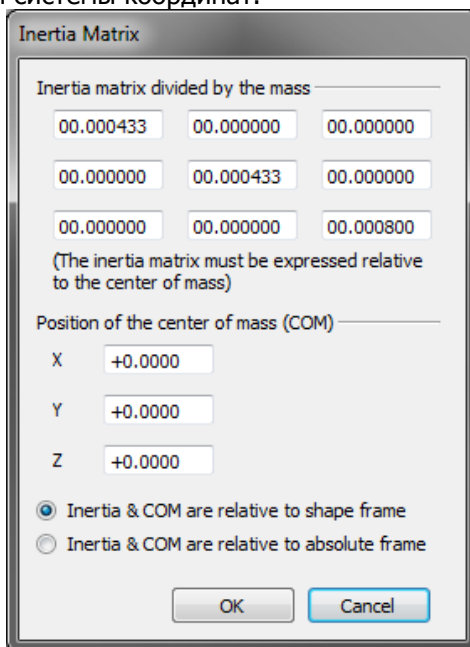 системы координат.
Inertia Matrix
Inertia matrix divided by the mass
00.000433 00.000000 00.000000
00.000000 00.000433 00.000000
00.000000 00.000000 00.000800
(The inertia matrix must be expressed relative
to the center of mass)
Position of the center of mass (COM)
X +0.0000
Y +0.0000
Z +0.0000
Inertia & COM are relative to shape frame
Inertia & COM are relative to absolute frame
OK Cancel